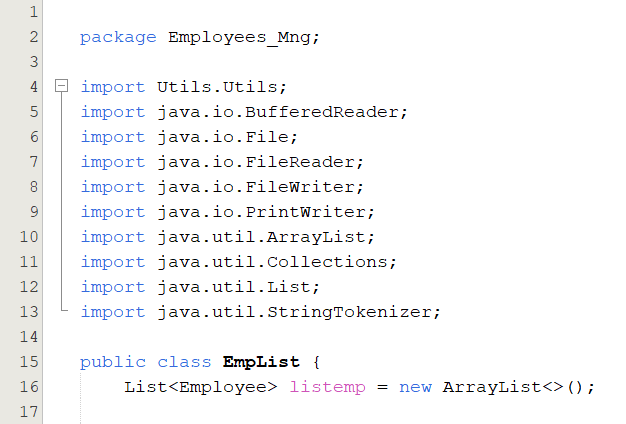 1
2 package Employees_Mng;
3
4 import Utils.Utils;
5 import java.io.BufferedReader;
6 import java.io.File;
7 import java.io.FileReader;
8 import java.io.FileWriter;
9 import java.io.PrintWriter;
10 import java.util.ArrayList;
11 import java.util.Collections;
12 import java.util.List;
13 import java.util.StringTokenizer;
14
15 public class EmpList {
16     List<Employee> listemp = new ArrayList<>();
17